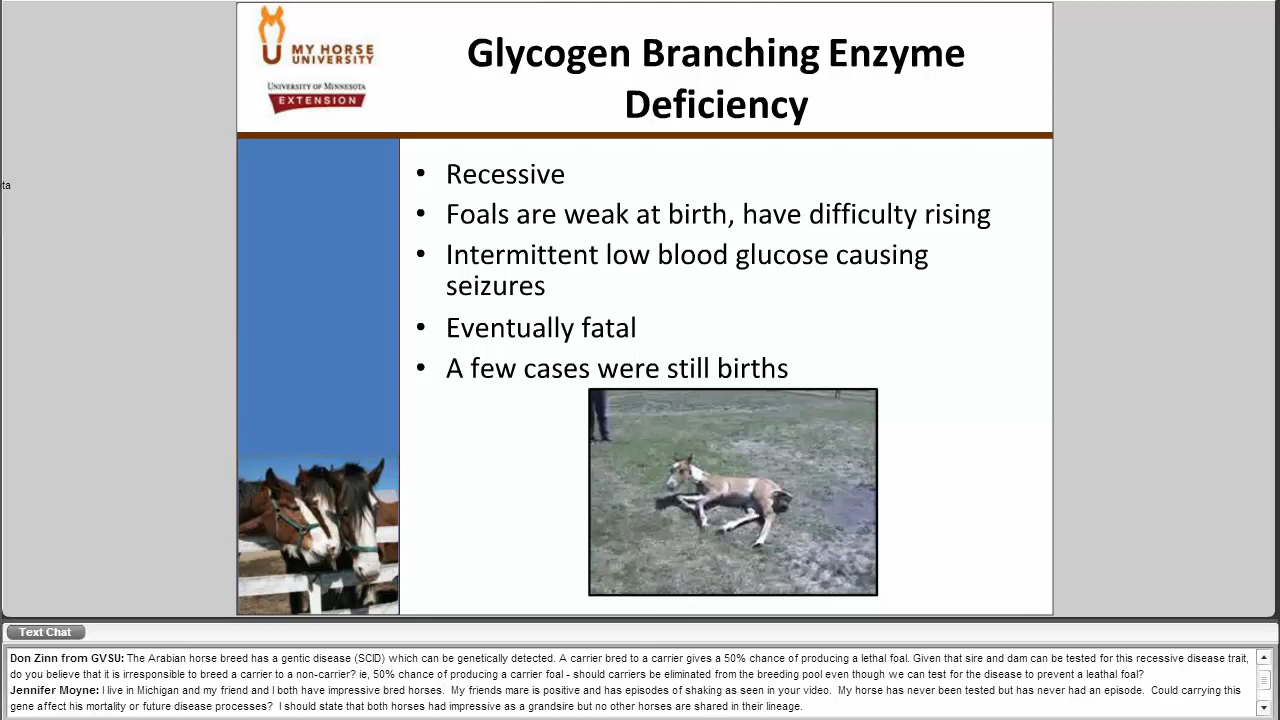 MY HORSE
UNIVERSITY
UNIVERSITY OF MINNESOTA
EXTENSION
Glycogen Branching Enzyme
Deficiency
ta
• Recessive
• Foals are weak at birth, have difficulty rising
• Intermittent low blood glucose causing
seizures
• Eventually fatal
• A few cases were still births
Text Chat
Don Zinn from GVSU: The Arabian horse breed has a gentic disease (SCID) which can be genetically detected. A carrier bred to a carrier gives a 50% chance of producing a lethal foal. Given that sire and dam can be tested for this recessive disease trait,
do you believe that it is irresponsible to breed a carrier to a non-carrier? ie, 50% chance of producing a carrier foal - should carriers be eliminated from the breeding pool even though we can test for the disease to prevent a leathal foal?
Jennifer Moyne: I live in Michigan and my friend and I both have impressive bred horses. My friends mare is positive and has episodes of shaking as seen in your video. My horse has never been tested but has never had an episode. Could carrying this
gene affect his mortality or future disease processes? I should state that both horses had impressive as a grandsire but no other horses are shared in their lineage.